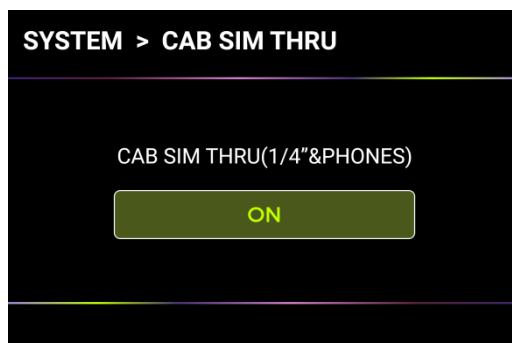 SYSTEM > CAB SIM THRU
CAB SIM THRU(1/4”&PHONES)
ON